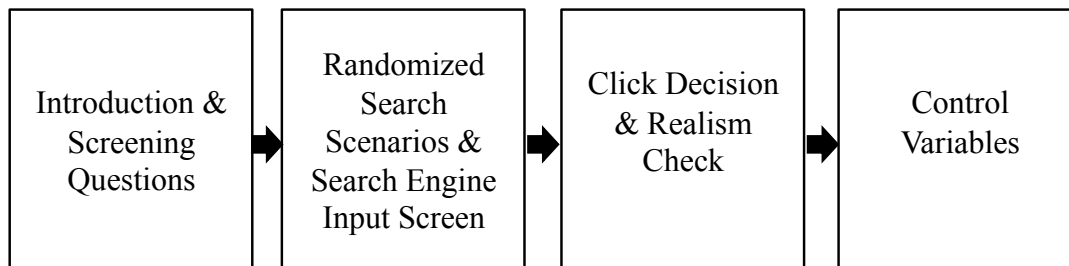 Introduction &
Screening
Questions
Randomized
Search
Scenarios &
Search Engine
Input Screen
Click Decision
& Realism
Check
Control
Variables